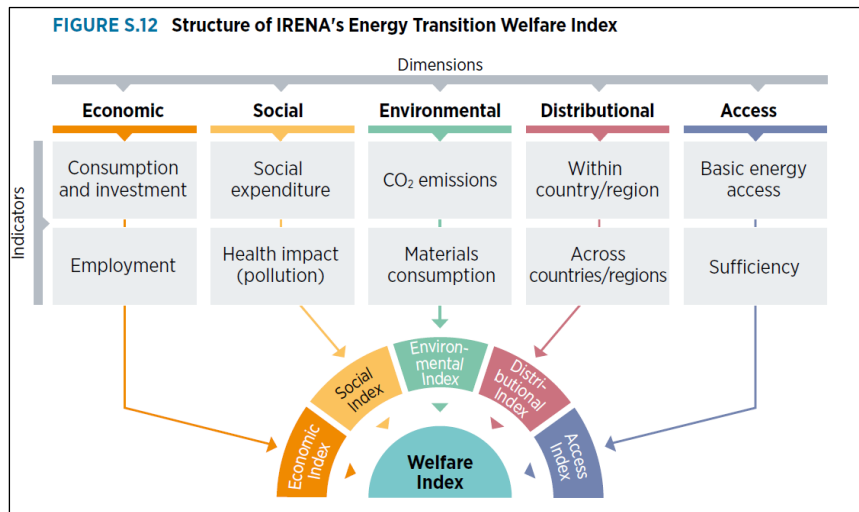 FIGURE S.12 Structure of IRENA's Energy Transition Welfare Index
Dimensions
Economic Social Environmental Distributional Access
Indicators
Consumption
and investment
Social
expenditure
CO₂ emissions
Within
country/region
Basic energy
access
Employment
Health impact
(pollution)
Materials
consumption
Across
countries/regions
Sufficiency
Economic
Index
Social
Index
Environ-
mental
Index
Distri-
butional
Index
Access
Index
Welfare
Index